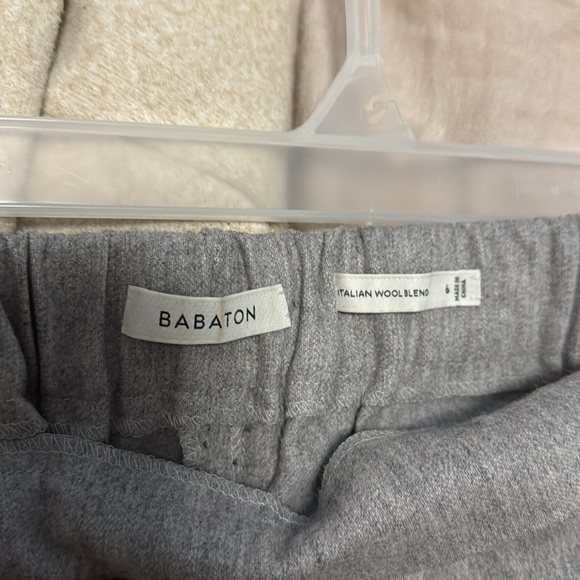 BABATON
ITALIAN WOOL BLEND
6
MADE IN
CHINA